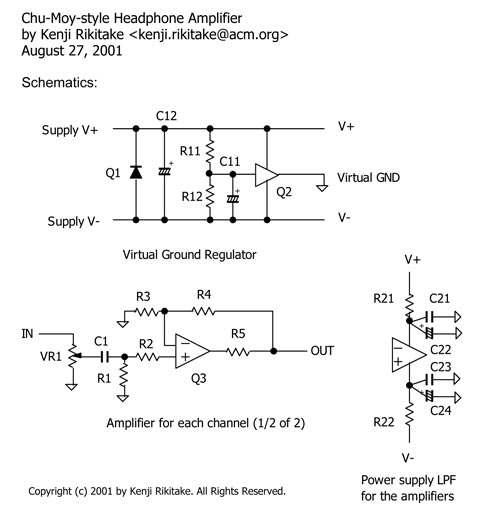 Chu-Moy-style Headphone Amplifier
by Kenji Rikitake <kenji.rikitake@acm.org>
August 27, 2001
Schematics:
C12
Supply V+
V+
R11
C11
Q1
R12
Q2
Virtual GND
Supply V-
V-
Virtual Ground Regulator
R3
R4
IN
C1
R2
R5
VR1
OUT
R1
Q3
Amplifier for each channel (1/2 of 2)
V+
R21
C21
C22
C23
C24
R22
V-
Power supply LPF
for the amplifiers
Copyright (c) 2001 by Kenji Rikitake. All Rights Reserved.